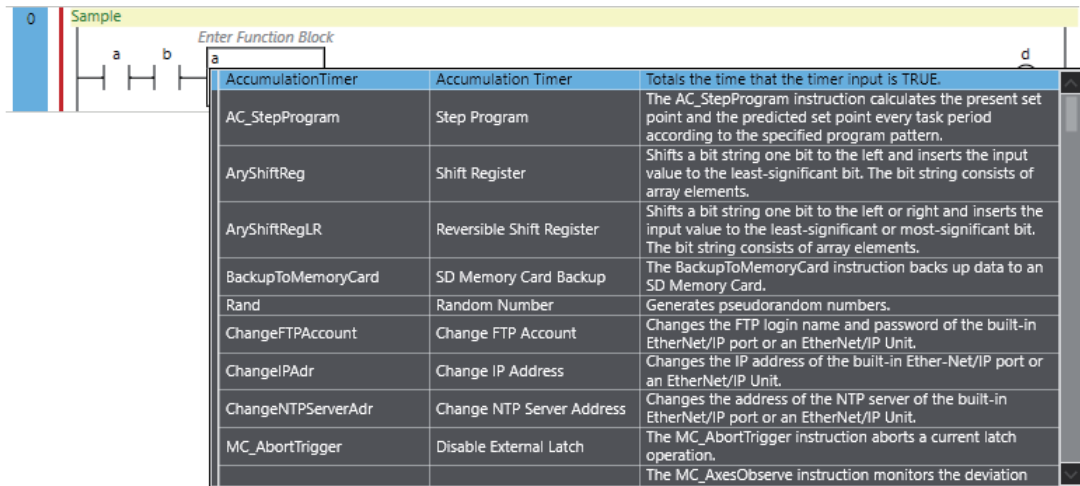 0 Sample
Enter Function Block
a b a d
AccumulationTimer Accumulation Timer Totals the time that the timer input is TRUE.
AC_StepProgram Step Program The AC_StepProgram instruction calculates the present set
point and the predicted set point every task period
according to the specified program pattern.
AryShiftReg Shift Register Shifts a bit string one bit to the left and inserts the input
value to the least-significant bit. The bit string consists of
array elements.
AryShiftRegLR Reversible Shift Register Shifts a bit string one bit to the left or right and inserts the
input value to the least-significant or most-significant bit.
The bit string consists of array elements.
BackupToMemoryCard SD Memory Card Backup The BackupToMemoryCard instruction backs up data to an
SD Memory Card.
Rand Random Number Generates pseudorandom numbers.
ChangeFTPAccount Change FTP Account Changes the FTP login name and password of the built-in
EtherNet/IP port or an EtherNet/IP Unit.
ChangeIPAdr Change IP Address Changes the IP address of the built-in Ether-Net/IP port or
an EtherNet/IP Unit.
ChangeNTPServerAdr Change NTP Server Address Changes the address of the NTP server of the built-in
EtherNet/IP port or an EtherNet/IP Unit.
MC_AbortTrigger Disable External Latch The MC_AbortTrigger instruction aborts a current latch
operation.
The MC_AxesObserve instruction monitors the deviation